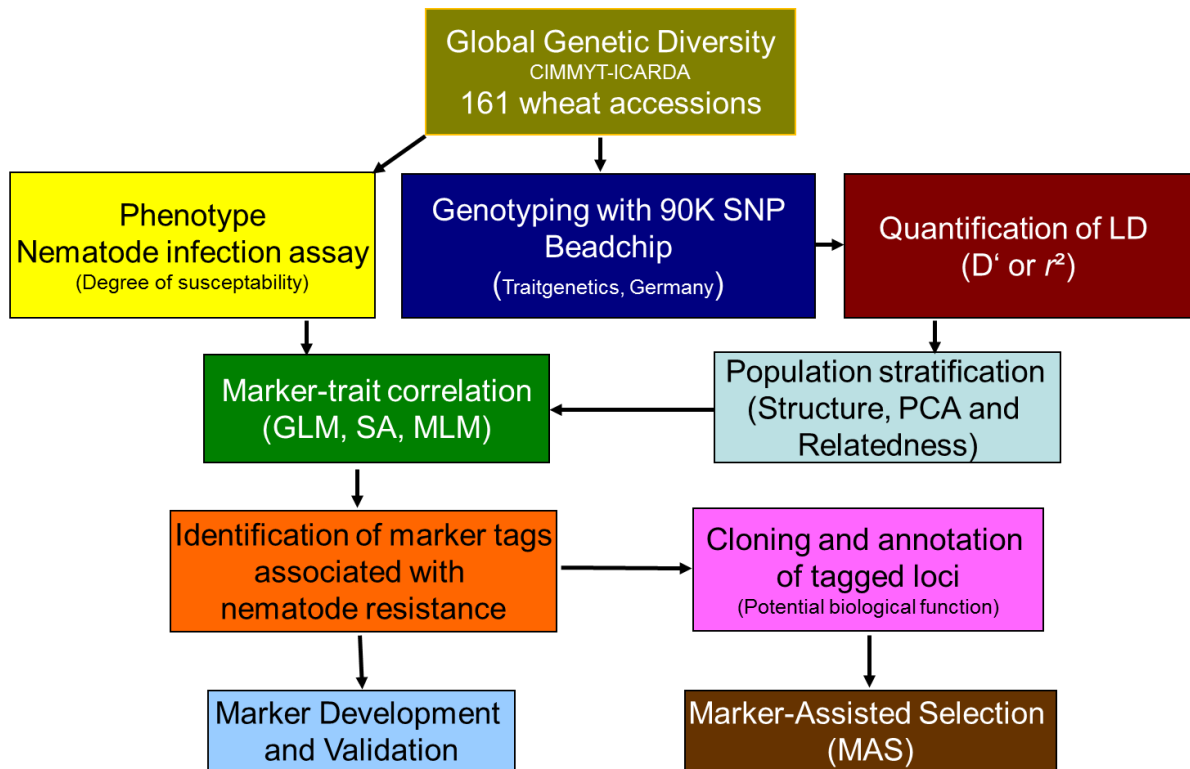 Global Genetic Diversity
CIMMYT-ICARDA
161 wheat accessions
Phenotype
Nematode infection assay
(Degree of susceptability)
Genotyping with 90K SNP
Beadchip
(Traitgenetics, Germany)
Quantification of LD
(D‘ or r²)
Marker-trait correlation
(GLM, SA, MLM)
Population stratification
(Structure, PCA and
Relatedness)
Identification of marker tags
associated with
nematode resistance
Cloning and annotation
of tagged loci
(Potential biological function)
Marker Development
and Validation
Marker-Assisted Selection
(MAS)